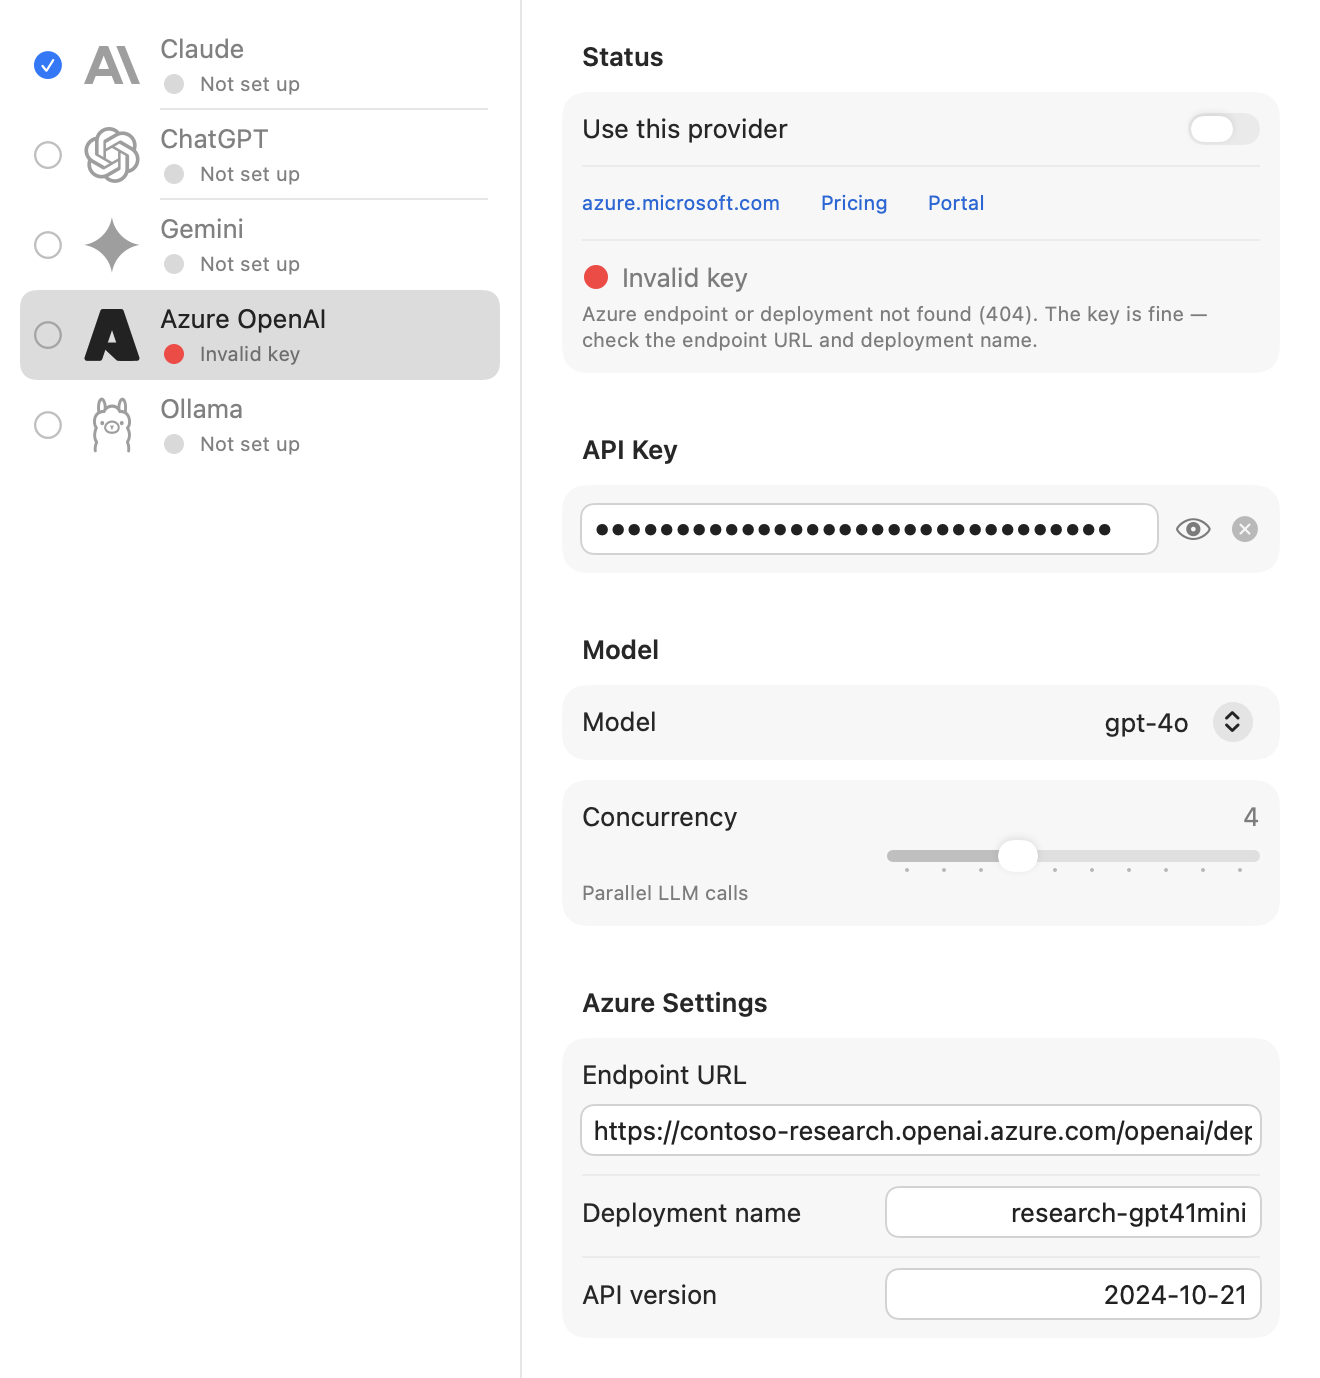 Claude
Not set up
ChatGPT
Not set up
Gemini
Not set up
Azure OpenAI
Invalid key
Ollama
Not set up
Status
Use this provider
azure.microsoft.com Pricing Portal
Invalid key
Azure endpoint or deployment not found (404). The key is fine —
check the endpoint URL and deployment name.
API Key
Model
Model gpt-4o
Concurrency 4
Parallel LLM calls
Azure Settings
Endpoint URL
https://contoso-research.openai.azure.com/openai/dep
Deployment name research-gpt41mini
API version 2024-10-21